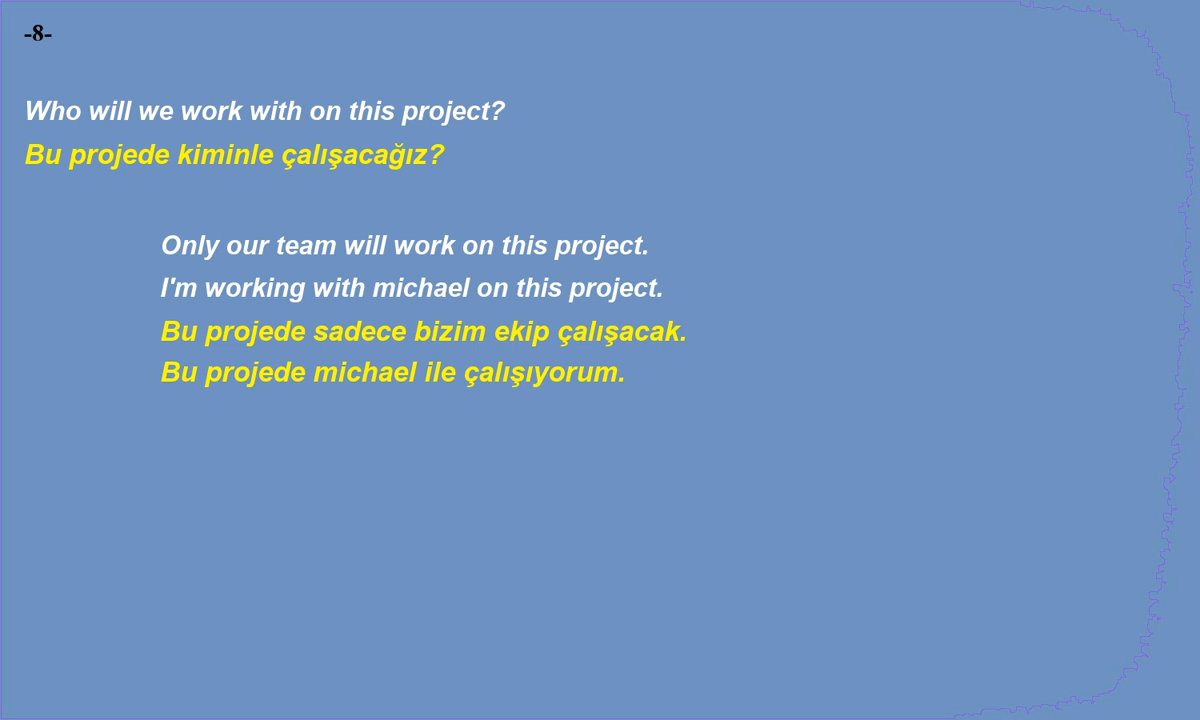 -8-
Who will we work with on this project?
Bu projede kiminle çalışacağız?
Only our team will work on this project.
I'm working with michael on this project.
Bu projede sadece bizim ekip çalışacak.
Bu projede michael ile çalışıyorum.